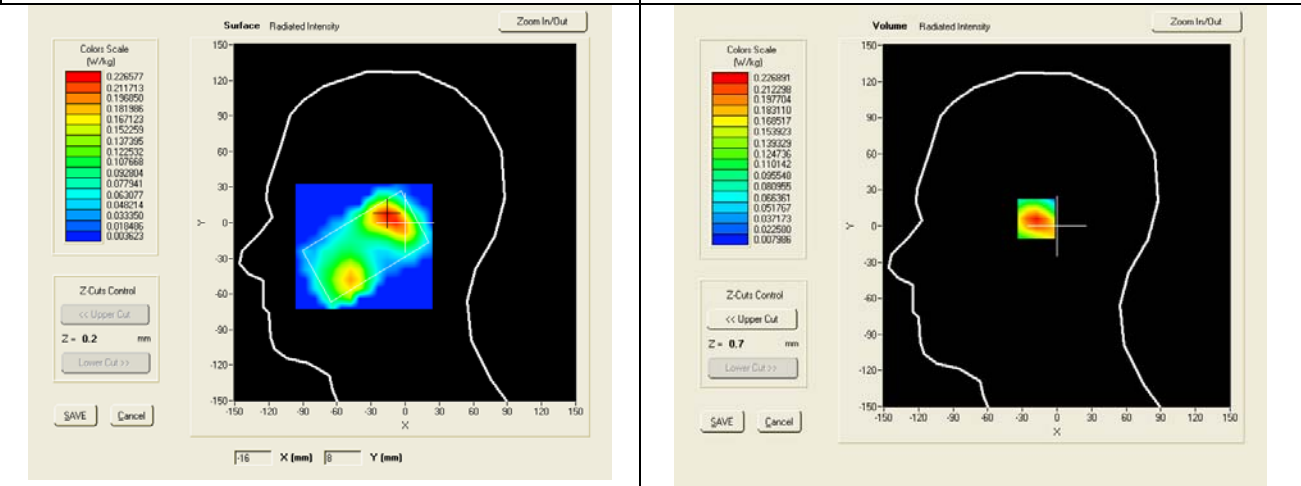 Surface Radiated Intensity
Zoom In/Out
Colors Scale
(W/kg)
0.226577
0.211713
0.196850
0.181986
0.167123
0.152259
0.137395
0.122532
0.107668
0.092804
0.077941
0.063077
0.048214
0.033350
0.018486
0.003623
150
120
90
60
30
0
-30
-60
-90
-120
-150
Y
-150 -120 -90 -60 -30 0 30 60 90 120 150
X
Z-Cuts Control
<< Upper Cut
Z = 0.2 mm
Lower Cut >>
SAVE Cancel
-16 X (mm) 8 Y (mm)
Volume Radiated Intensity
Zoom In/Out
Colors Scale
(W/kg)
0.226891
0.212298
0.197704
0.183110
0.168517
0.153923
0.139329
0.124736
0.110142
0.095548
0.080955
0.066361
0.051767
0.037173
0.022580
0.007986
150
120
90
60
30
0
-30
-60
-90
-120
-150
Y
-150 -120 -90 -60 -30 0 30 60 90 120 150
X
Z-Cuts Control
<< Upper Cut
Z = 0.7 mm
Lower Cut >>
SAVE Cancel